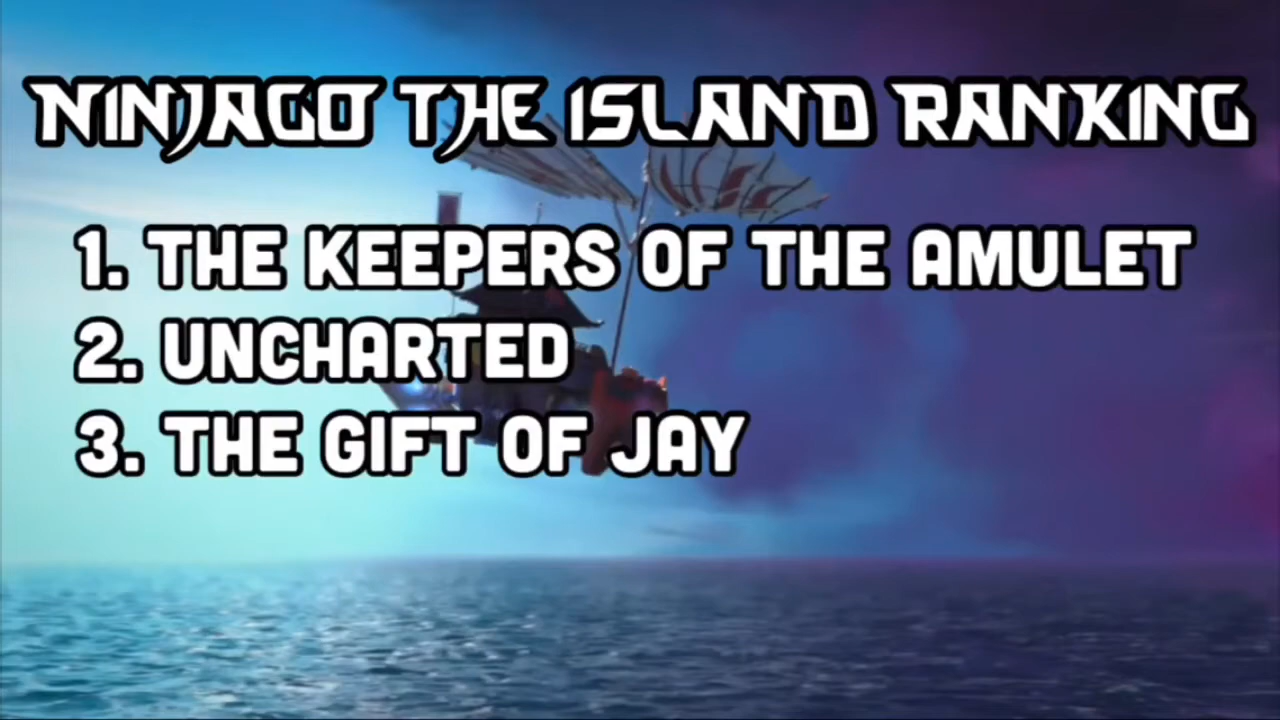 NINJAGO THE ISLAND RANKING
1. THE KEEPERS OF THE AMULET
2. UNCHARTED
3. THE GIFT OF JAY